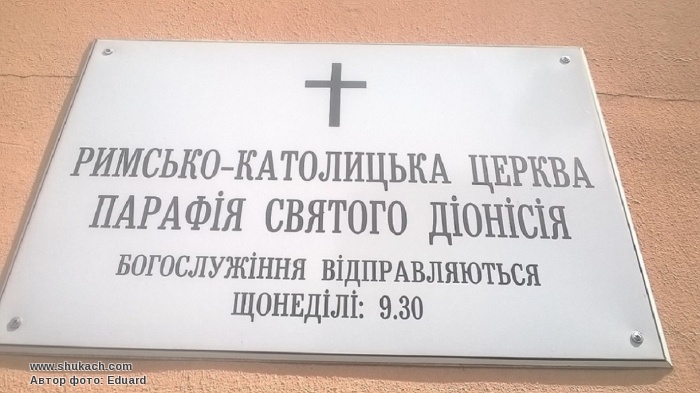 РИМСЬКО-КАТОЛИЦЬКА ЦЕРКВА
ПАРАФІЯ СВЯТОГО ДІОНІСІЯ
БОГОСЛУЖІННЯ ВІДПРАВЛЯЮТЬСЯ
ЩОНЕДІЛІ: 9.30
www.shukach.com
Автор фото: Eduard